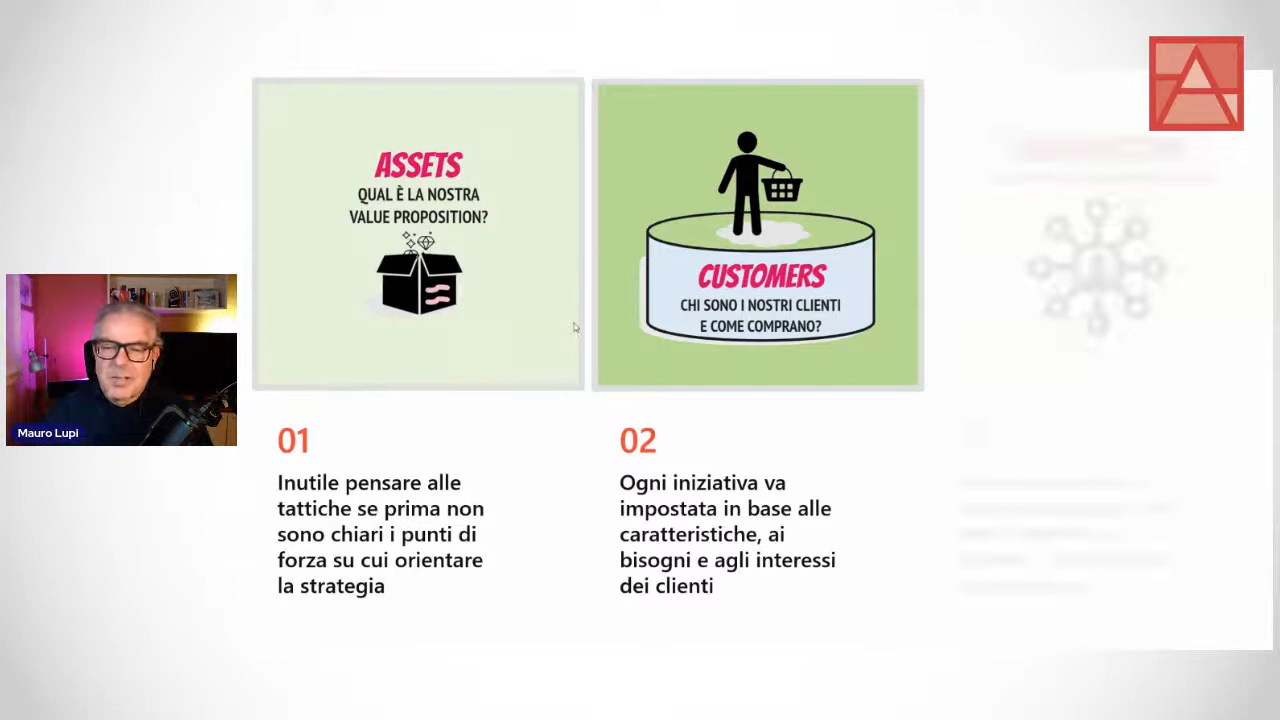 ASSETS
QUAL È LA NOSTRA
VALUE PROPOSITION?
CUSTOMERS
CHI SONO I NOSTRI CLIENTI
E COME COMPRANO?
Mauro Lupi
01
Inutile pensare alle
tattiche se prima non
sono chiari i punti di
forza su cui orientare
la strategia
02
Ogni iniziativa va
impostata in base alle
caratteristiche, ai
bisogni e agli interessi
dei clienti